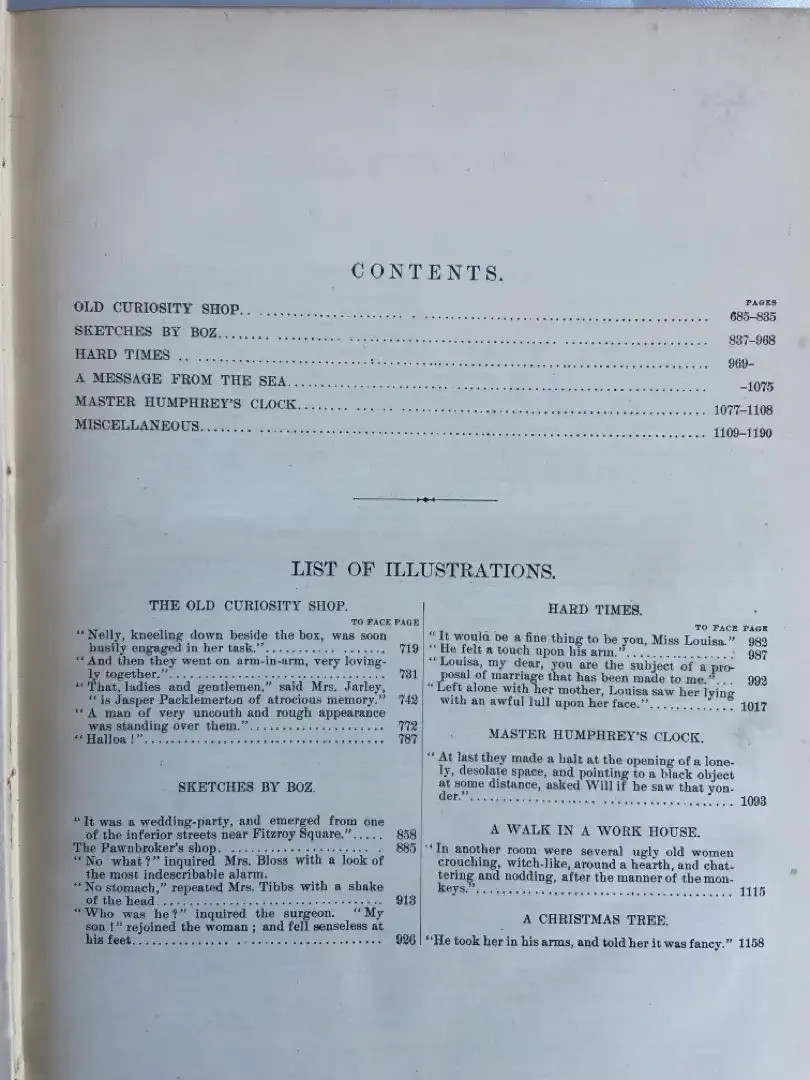 CONTENTS.
PAGES
OLD CURIOSITY SHOP.. ........................ 685–835
SKETCHES BY BOZ........ ........................ 837–968
HARD TIMES .. ........................ 969–
A MESSAGE FROM THE SEA........................ –1075
MASTER HUMPHREY'S CLOCK........ ........................ 1077–1108
MISCELLANEOUS........ ........................ 1109–1190
LIST OF ILLUSTRATIONS.
THE OLD CURIOSITY SHOP.
TO FACE PAGE
"Nelly, kneeling down beside the box, was soon
busily engaged in her task."........... ....... 719
"And then they went on arm-in-arm, very loving-
ly together."........................ 731
"That, ladies and gentlemen," said Mrs. Jarley,
"is Jasper Packlemerton of atrocious memory." 742
"A man of very uncouth and rough appearance
was standing over them."................... 772
"Halloa!"........................ 787
SKETCHES BY BOZ.
"It was a wedding-party, and emerged from one
of the inferior streets near Fitzroy Square."..... 858
The Pawnbroker's shop. ................... 885
"No what?" inquired Mrs. Bloss with a look of
the most indescribable alarm.
"No stomach," repeated Mrs. Tibbs with a shake
of the head........................ 913
"Who was he?" inquired the surgeon. "My
son!" rejoined the woman; and fell senseless at
his feet............... ................... 926
HARD TIMES.
TO FACE PAGE
"It would be a fine thing to be you, Miss Louisa." 982
"He felt a touch upon his arm."................ 987
"Louisa, my dear, you are the subject of a pro-
posal of marriage that has been made to me."... 992
"Left alone with her mother, Louisa saw her lying
with an awful lull upon her face."............ 1017
MASTER HUMPHREY'S CLOCK.
"At last they made a halt at the opening of a lone-
ly, desolate space, and pointing to a black object
at some distance, asked Will if he saw that yon-
der."........................ 1093
A WALK IN A WORK HOUSE.
"In another room were several ugly old women
crouching, witch-like, around a hearth, and chat-
tering and nodding, after the manner of the mon-
keys."........................ 1115
A CHRISTMAS TREE.
"He took her in his arms, and told her it was fancy." 1158